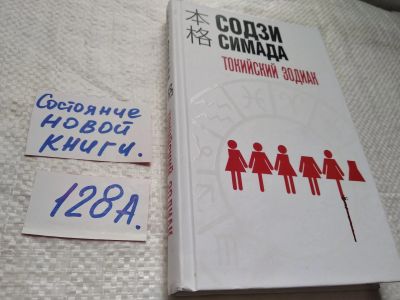 Состояние
новой
книги.
128А.
本格
СОДЗИ
СИМАДА
ТОКИЙСКИЙ ЗОДИАК